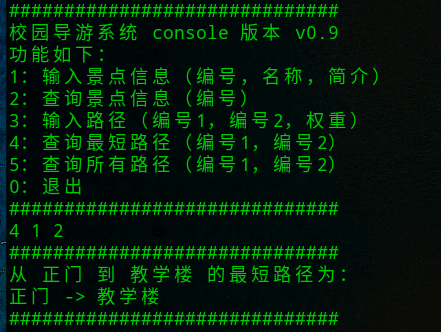 ##############################
校园导游系统 console 版本 v0.9
功能如下：
1：输入景点信息（编号，名称，简介）
2：查询景点信息（编号）
3：输入路径（编号1，编号2，权重）
4：查询最短路径（编号1，编号2）
5：查询所有路径（编号1，编号2）
0：退出
##############################
4 1 2
##############################
从 正门 到 教学楼 的最短路径为：
正门 -> 教学楼
##############################